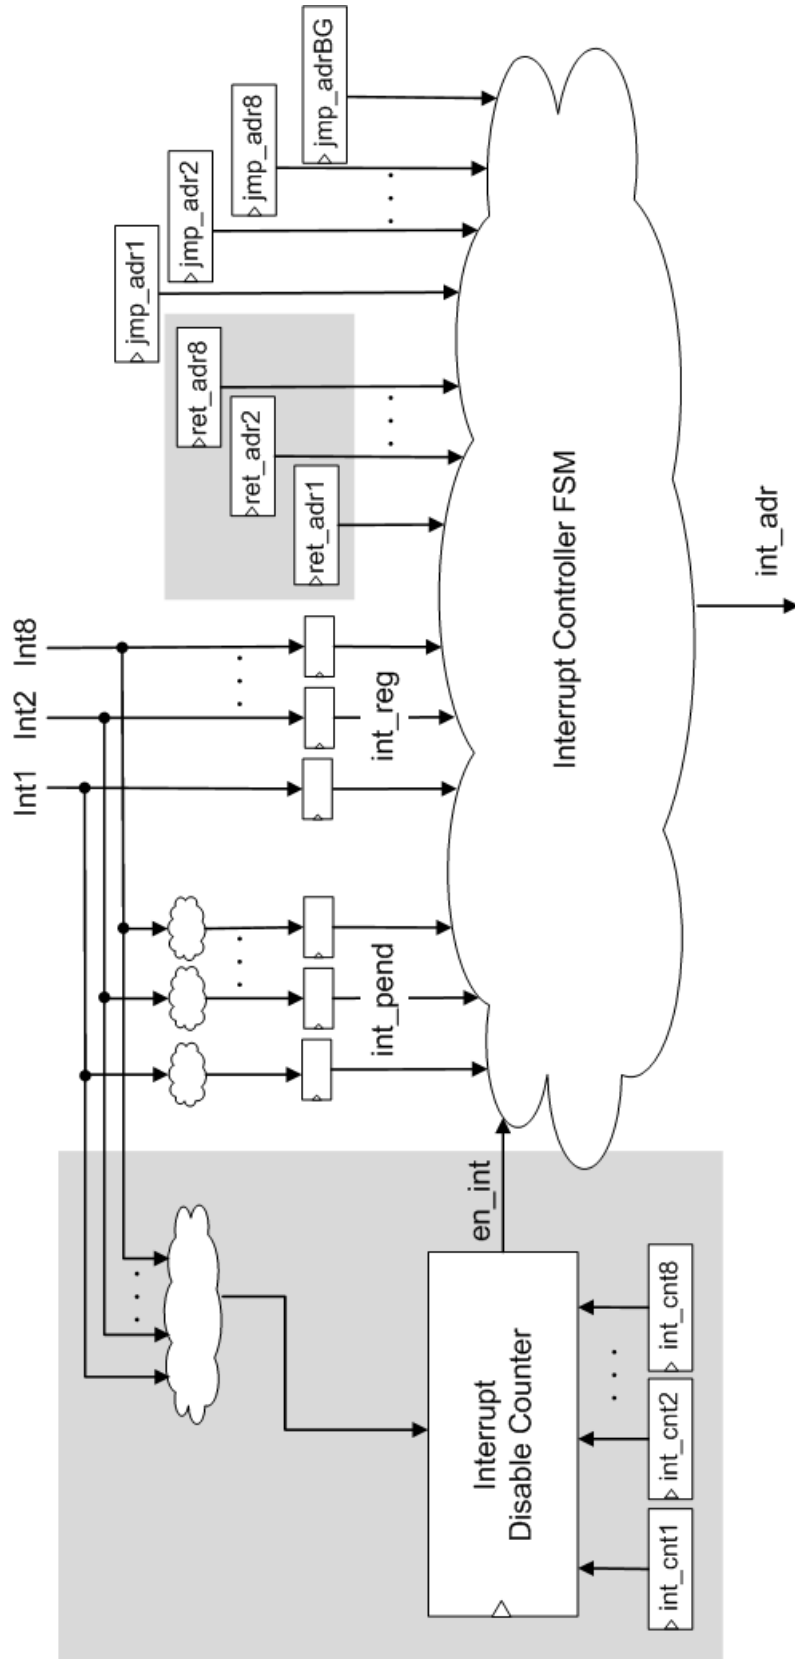 Int1
Int2
Int8
jmp_adr1
jmp_adr2
jmp_adr8
jmp_adrBG
ret_adr8
ret_adr2
ret_adr1
int_pend
int_reg
en_int
Interrupt
Disable Counter
Interrupt Controller FSM
int_cnt1
int_cnt2
int_cnt8
int_adr